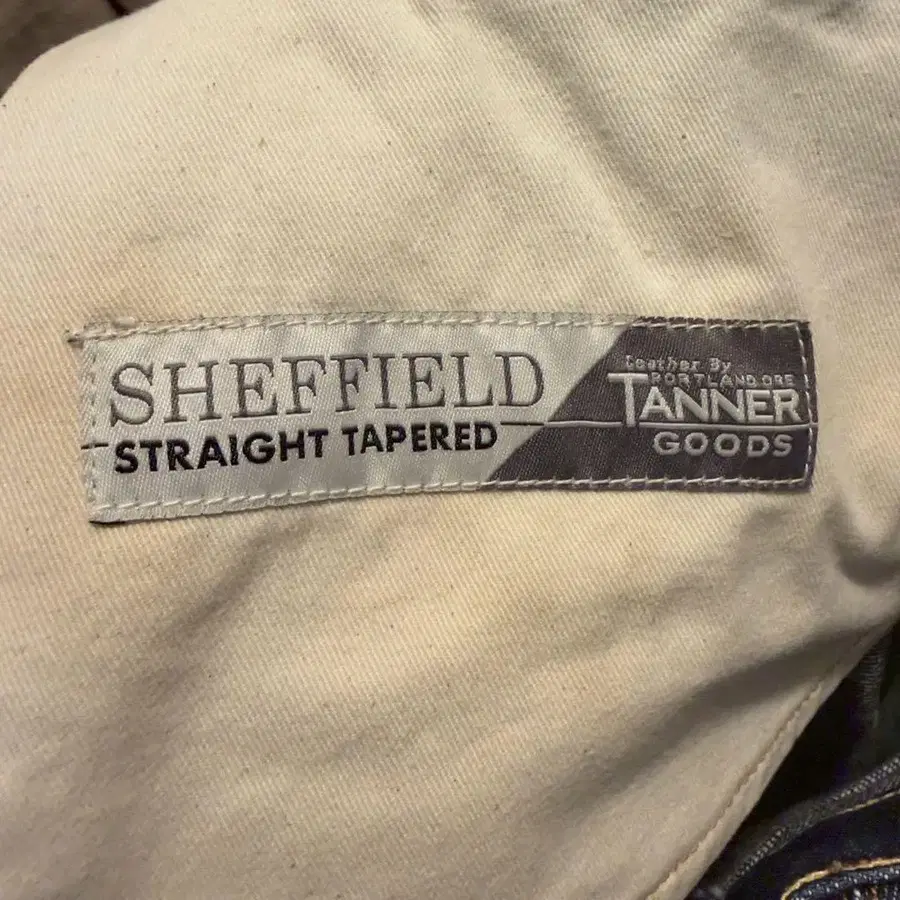 SHEFFIELD
STRAIGHT TAPERED
Leather By
PORTLAND ORE
TANNER
GOODS